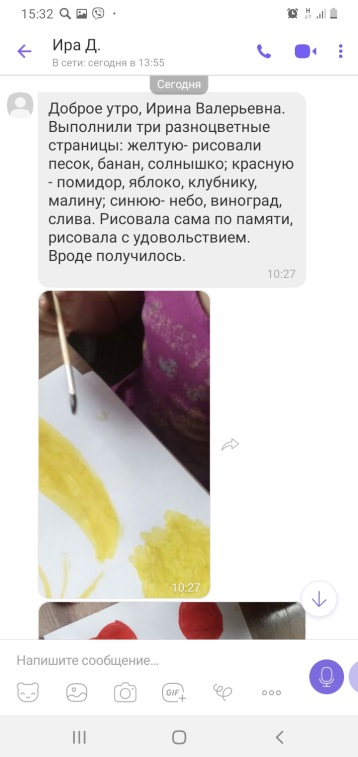 15:32
Ира Д.
В сети: сегодня в 13:55
Сегодня
Доброе утро, Ирина Валерьевна.
Выполнили три разноцветные
страницы: желтую- рисовали
песок, банан, солнышко; красную
- помидор, яблоко, клубнику,
малину; синюю- небо, виноград,
слива. Рисовала сама по памяти,
рисовала с удовольствием.
Вроде получилось.
10:27
10:27
Напишите сообщение...
GIF